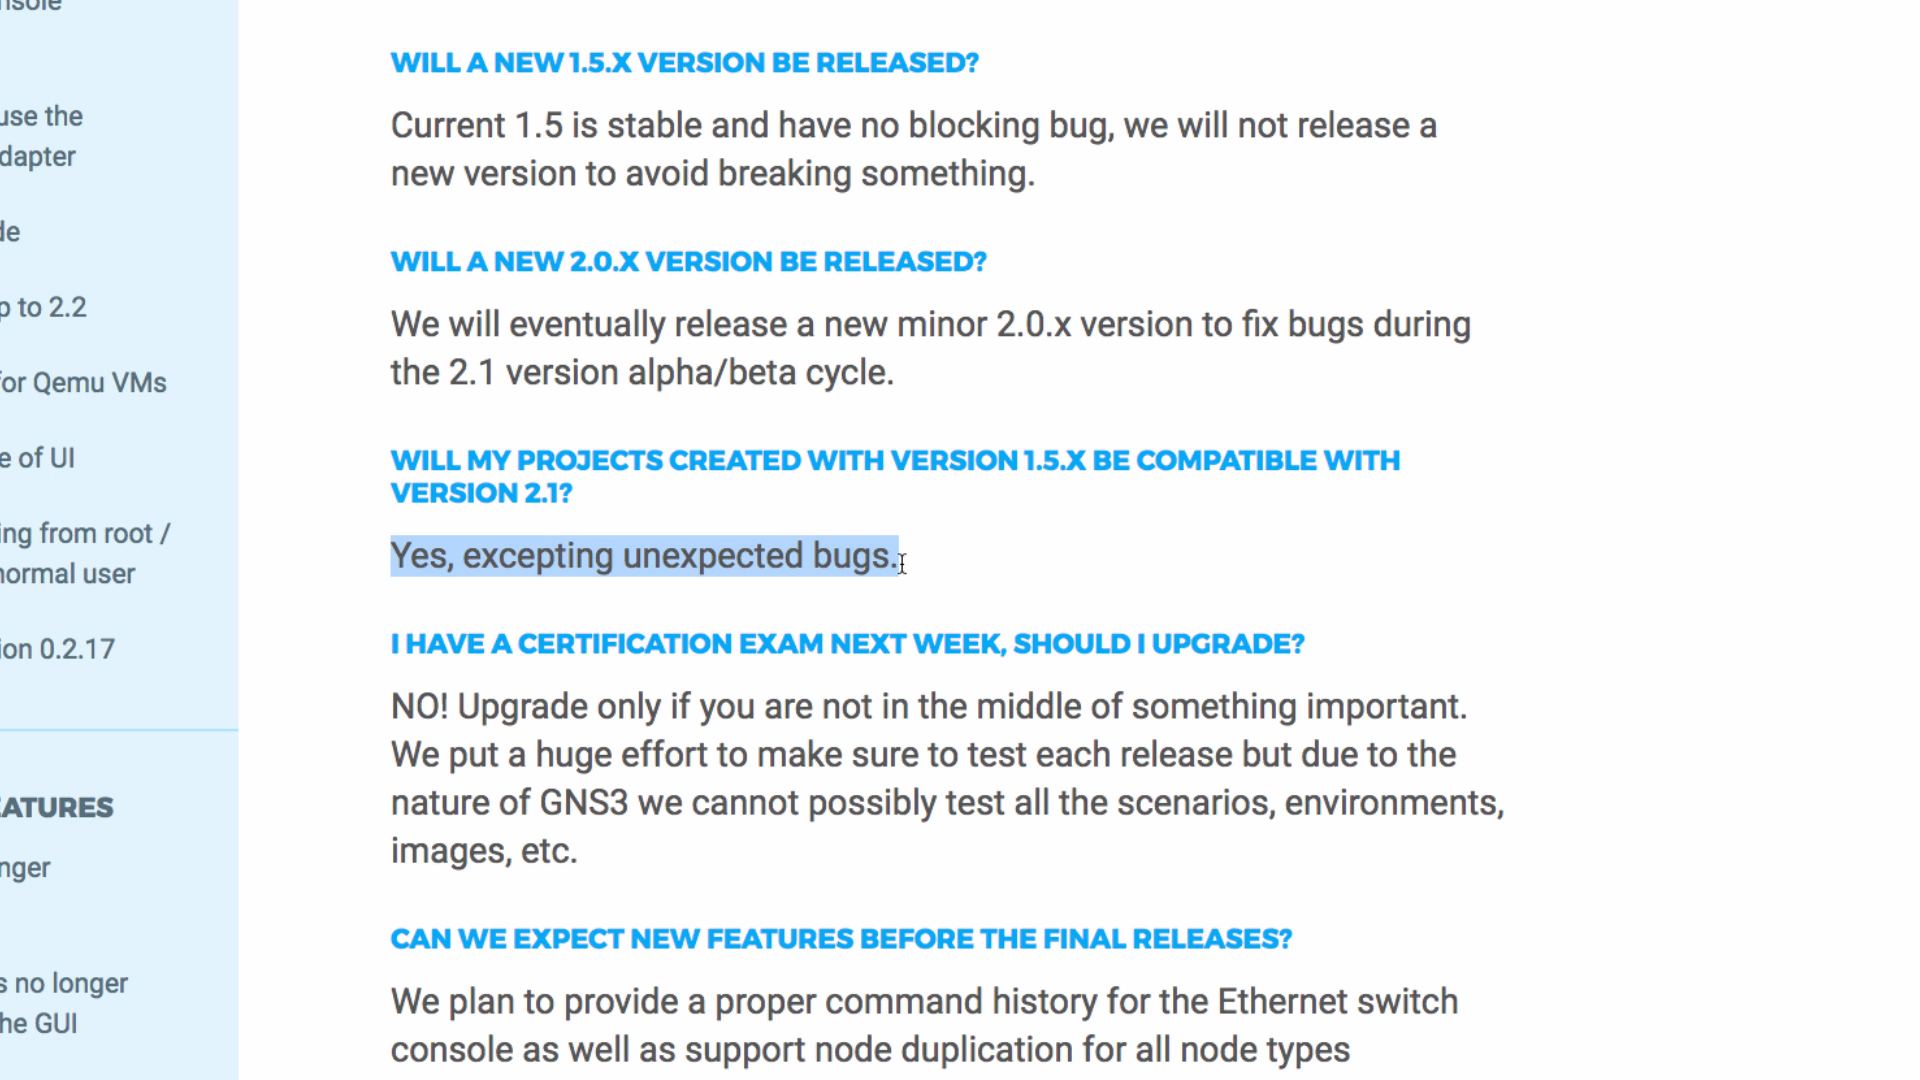 use the
p to 2.2
for Qemu VMs
e of UI
ing from root /
normal user
ion 0.2.17
s no longer
he GUI
WILL A NEW 1.5.X VERSION BE RELEASED?
Current 1.5 is stable and have no blocking bug, we will not release a
new version to avoid breaking something.
WILL A NEW 2.0.X VERSION BE RELEASED?
We will eventually release a new minor 2.0.x version to fix bugs during
the 2.1 version alpha/beta cycle.
WILL MY PROJECTS CREATED WITH VERSION 1.5.X BE COMPATIBLE WITH
VERSION 2.1?
Yes, excepting unexpected bugs.
I HAVE A CERTIFICATION EXAM NEXT WEEK, SHOULD I UPGRADE?
NO! Upgrade only if you are not in the middle of something important.
We put a huge effort to make sure to test each release but due to the
nature of GNS3 we cannot possibly test all the scenarios, environments,
images, etc.
CAN WE EXPECT NEW FEATURES BEFORE THE FINAL RELEASES?
We plan to provide a proper command history for the Ethernet switch
console as well as support node duplication for all node types